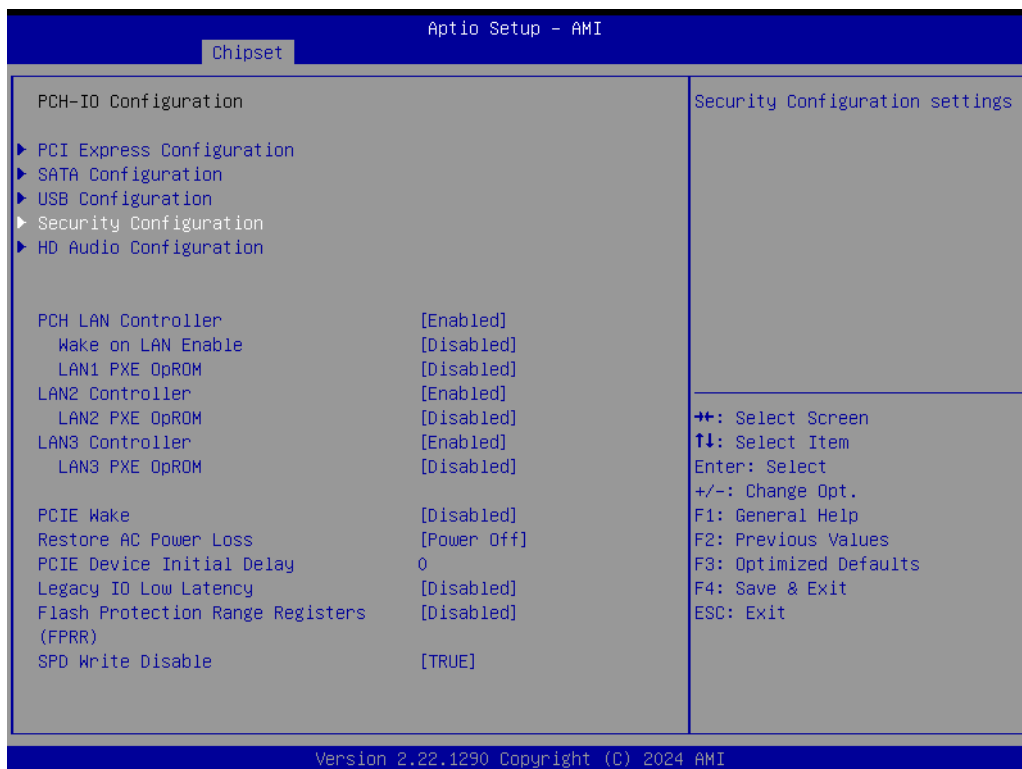 Aptio Setup – AMI
Chipset
PCH-IO Configuration
PCI Express Configuration
SATA Configuration
USB Configuration
Security Configuration
HD Audio Configuration
PCH LAN Controller [Enabled]
Wake on LAN Enable [Disabled]
LAN1 PXE OpROM [Disabled]
LAN2 Controller [Enabled]
LAN2 PXE OpROM [Disabled]
LAN3 Controller [Enabled]
LAN3 PXE OpROM [Disabled]
PCIE Wake [Disabled]
Restore AC Power Loss [Power Off]
PCIE Device Initial Delay 0
Legacy IO Low Latency [Disabled]
Flash Protection Range Registers [Disabled]
(FPRR)
SPD Write Disable [TRUE]
Security Configuration settings
→←: Select Screen
↑↓: Select Item
Enter: Select
+/-: Change Opt.
F1: General Help
F2: Previous Values
F3: Optimized Defaults
F4: Save & Exit
ESC: Exit
Version 2.22.1290 Copyright (C) 2024 AMI